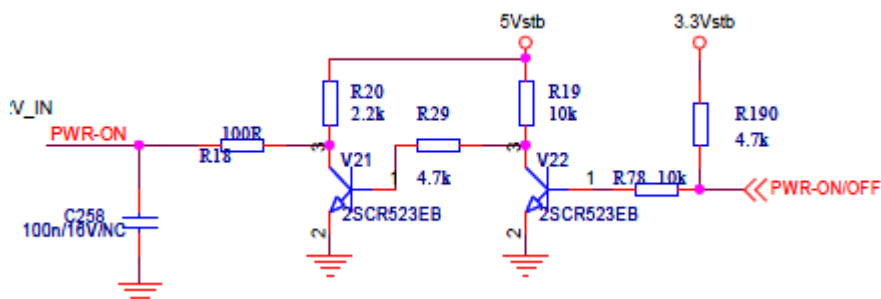 5Vstb
3.3Vstb
R20
2.2k
R29
R19
10k
R190
4.7k
V_IN
PWR-ON
100R
R18
3
V21
1
4.7k
3
V22
1
R78
10k
PWR-ON/OFF
C258
100n/16V/NC
2SCR523EB
2
2SCR523EB
2